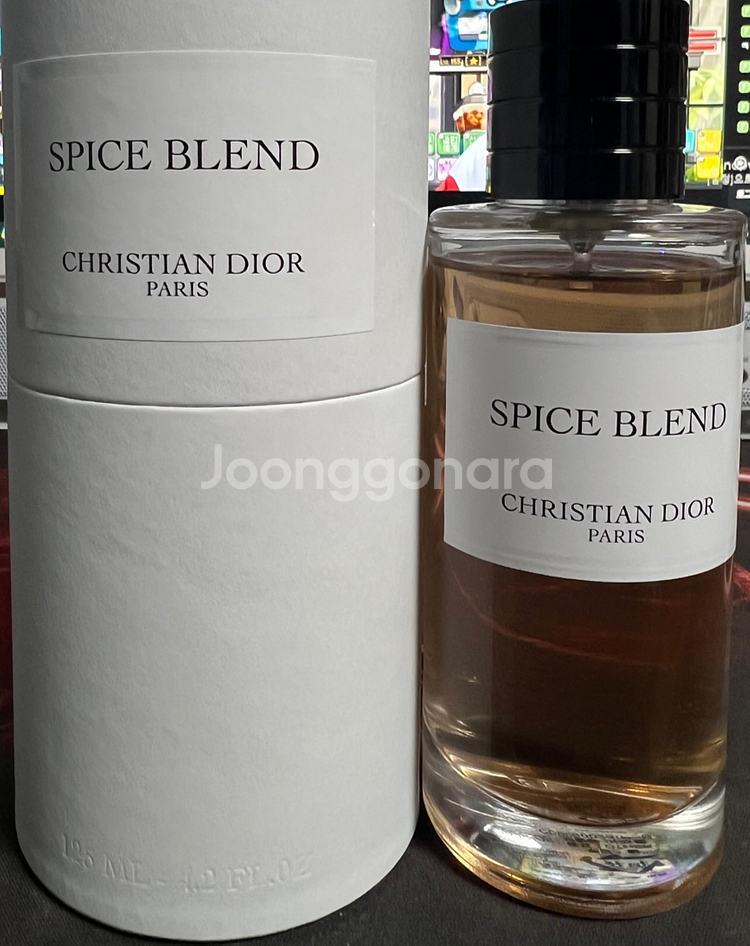 SPICE BLEND
CHRISTIAN DIOR
PARIS
125 ML - 4.2 FL.OZ
SPICE BLEND
CHRISTIAN DIOR
PARIS
Joonggonara